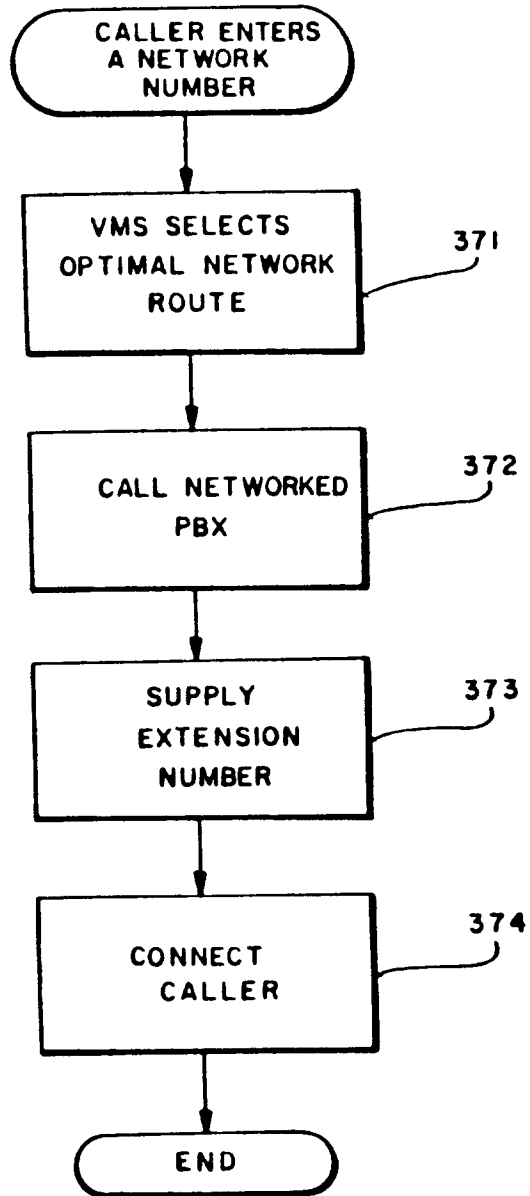 CALLER ENTERS
A NETWORK
NUMBER
VMS SELECTS
OPTIMAL NETWORK
ROUTE
371
CALL NETWORKED
PBX
372
SUPPLY
EXTENSION
NUMBER
373
CONNECT
CALLER
374
END